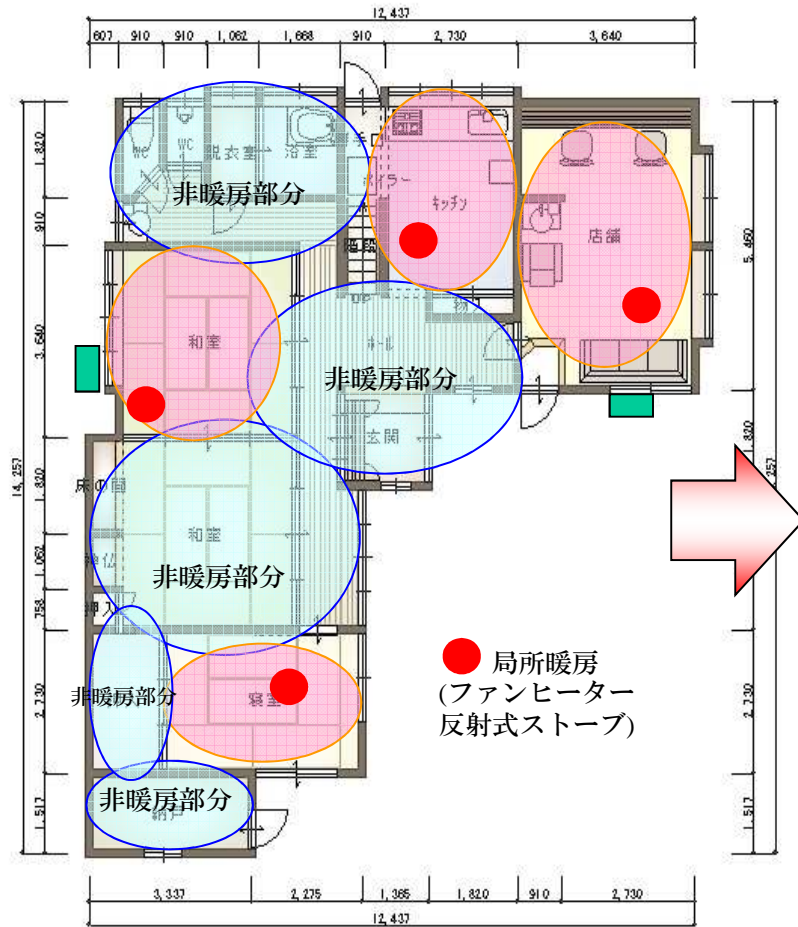 12,437
607 910 910 1,062 1,668 910 2,730 3,640
WC
WC
脱衣室
浴室
非暖房部分
ボイラー
キッチン
店舗
階段
和室
ホール
物入
非暖房部分
玄関
床の間
和室
神仏
非暖房部分
押入
非暖房部分
寝室
非暖房部分
納戸
局所暖房
(ファンヒーター
反射式ストーブ)
1,820
910
3,640
1,820
1,062
758
2,730
1,517
14,257
5,460
1,820
2,730
1,517
3,337 2,275 1,365 1,820 910 2,730
12,437